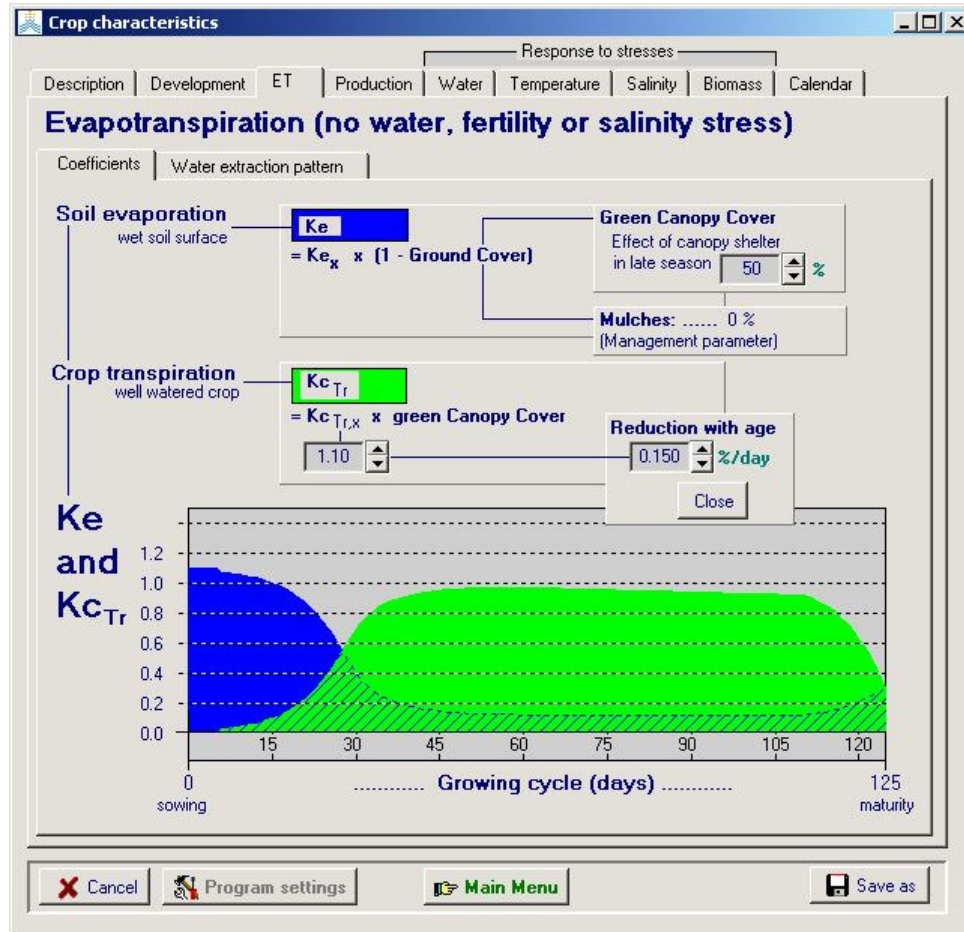 Crop characteristics
Response to stresses
Description Development ET Production Water Temperature Salinity Biomass Calendar
Evapotranspiration (no water, fertility or salinity stress)
Coefficients Water extraction pattern
Soil evaporation
wet soil surface
Ke
= Kex x (1 - Ground Cover)
Green Canopy Cover
Effect of canopy shelter
in late season 50 %
Mulches: ...... 0 %
(Management parameter)
Crop transpiration
well watered crop
Kc Tr
= Kc Tr,x x green Canopy Cover
1.10
Reduction with age
0.150 %/day
Close
Ke
and
KcTr
1.2
1.0
0.8
0.6
0.4
0.2
0.0
15 30 45 60 75 90 105 120
0 ........... Growing cycle (days) ........... 125
sowing maturity
Cancel Program settings Main Menu Save as